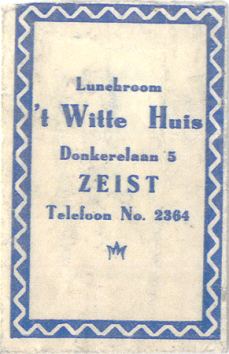 Lunchroom
't Witte Huis
Donkerelaan 5
ZEIST
Telefoon No. 2364